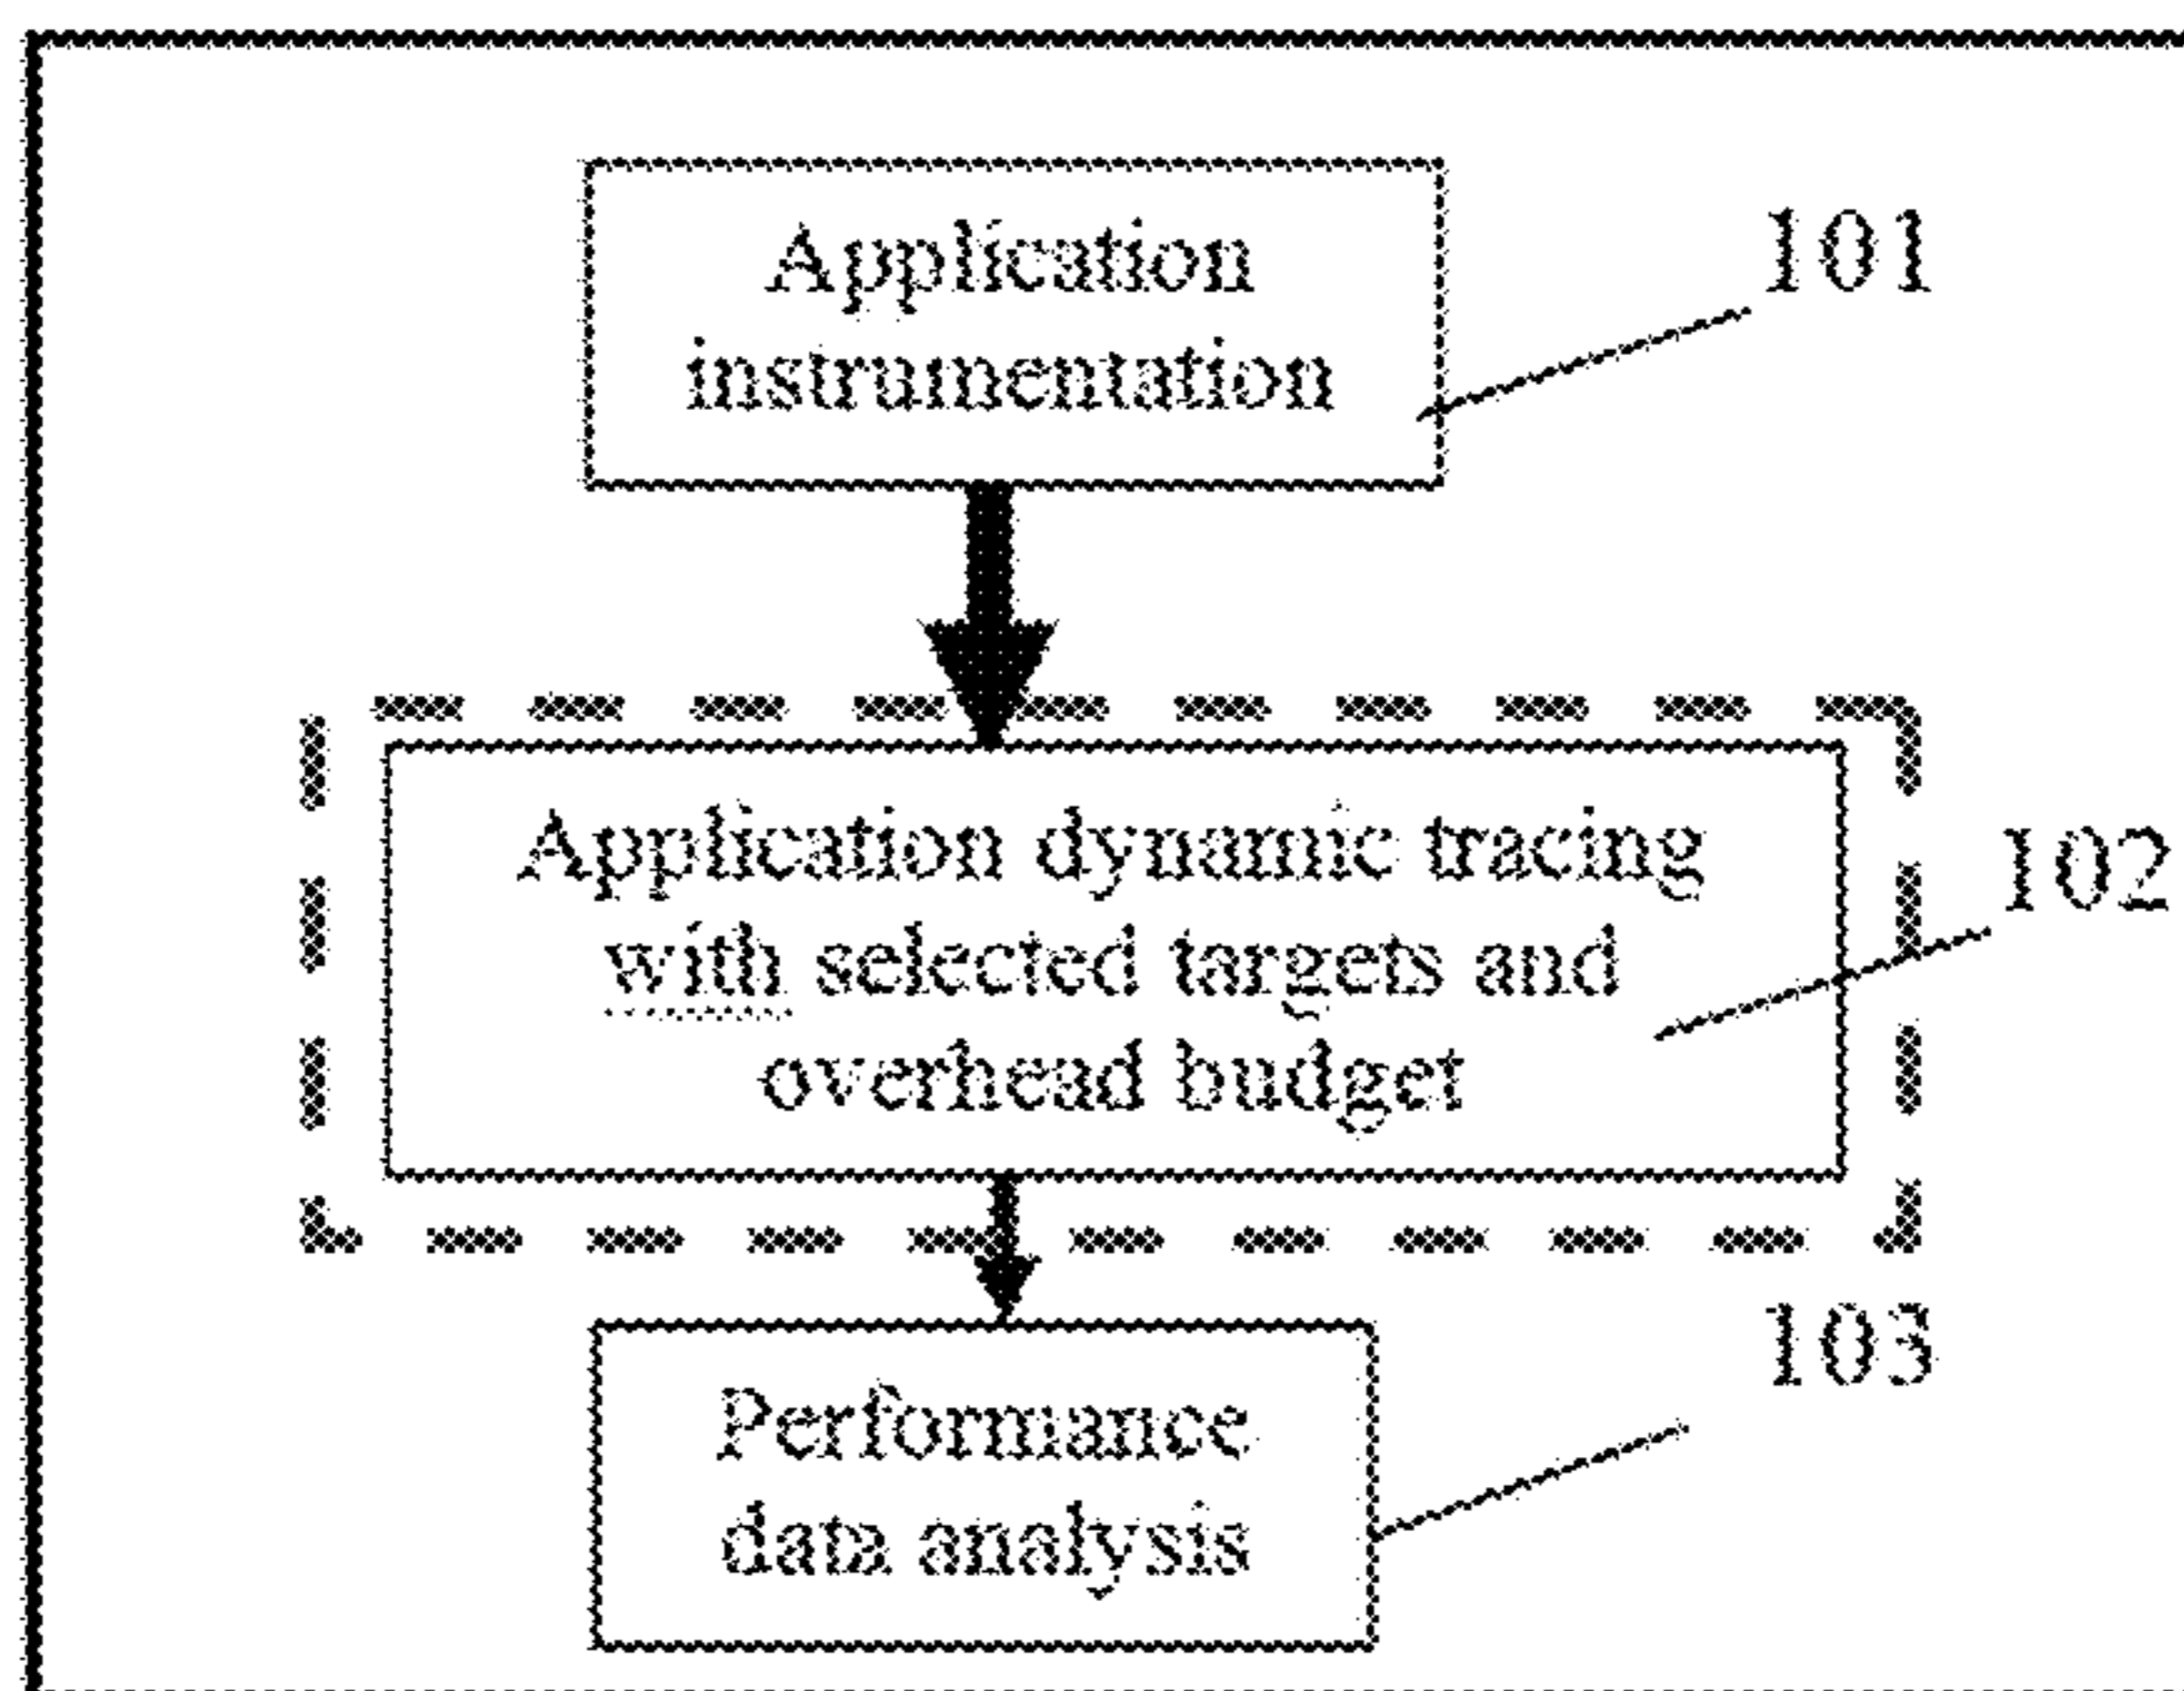 Application
instrumentation
101
Application dynamic tracing
with selected targets and
overhead budget
102
103
Performance
data analysis